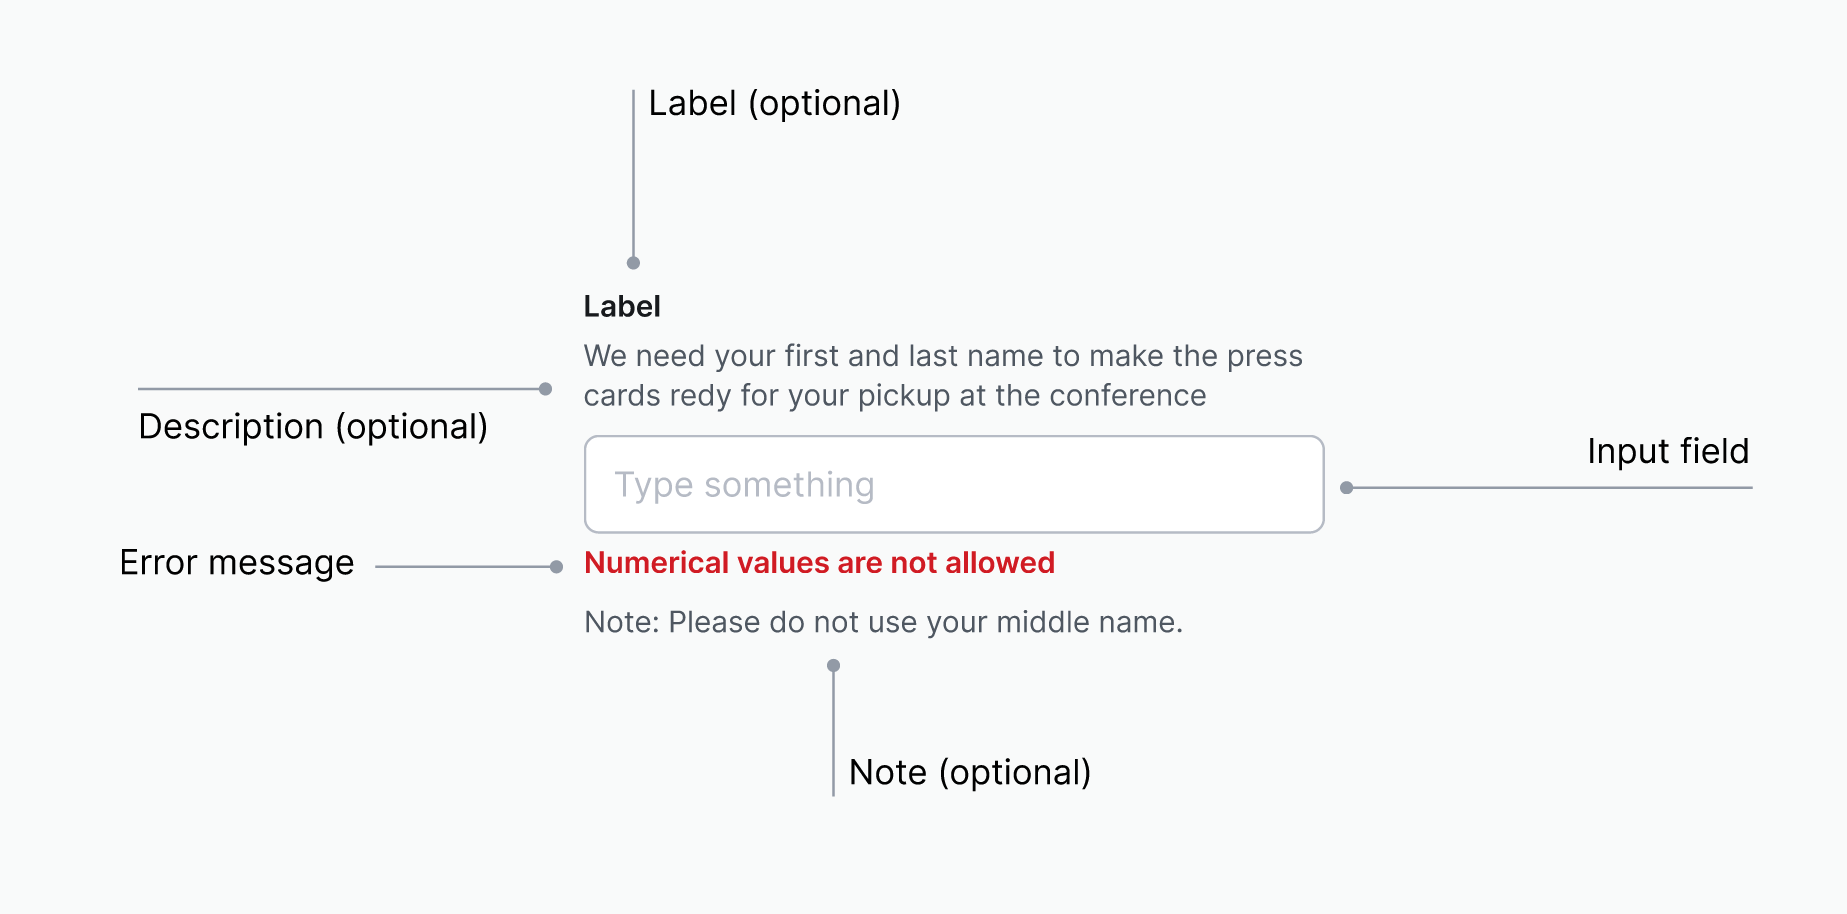 Label (optional)
Label
We need your first and last name to make the press
cards redy for your pickup at the conference
Description (optional)
Input field
Type something
Error message
Numerical values are not allowed
Note: Please do not use your middle name.
Note (optional)